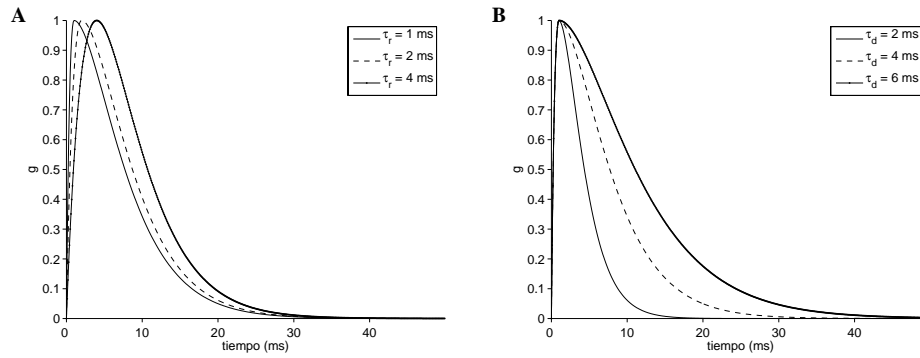 A
B
τr = 1 ms
τr = 2 ms
τr = 4 ms
τd = 2 ms
τd = 4 ms
τd = 6 ms
1
0.9
0.8
0.7
0.6
0.5
0.4
0.3
0.2
0.1
0
g
0 10 20 30 40
tiempo (ms)
1
0.9
0.8
0.7
0.6
0.5
0.4
0.3
0.2
0.1
0
g
0 10 20 30 40
tiempo (ms)